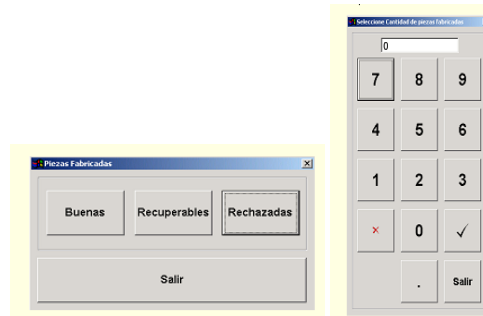 Piezas Fabricadas
Buenas
Recuperables
Rechazadas
Salir
Seleccione Cantidad de piezas fabricadas
0
7 8 9
4 5 6
1 2 3
× 0 ✓
. Salir